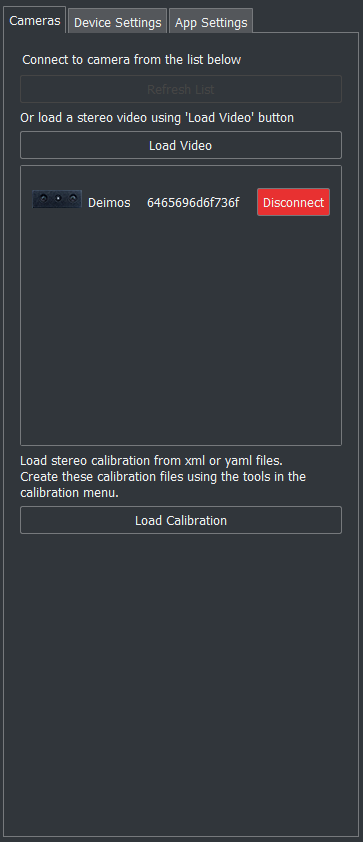 Cameras
Device Settings
App Settings
Connect to camera from the list below
Refresh List
Or load a stereo video using 'Load Video' button
Load Video
Deimos 6465696d6f736f Disconnect
Load stereo calibration from xml or yaml files.
Create these calibration files using the tools in the
calibration menu.
Load Calibration